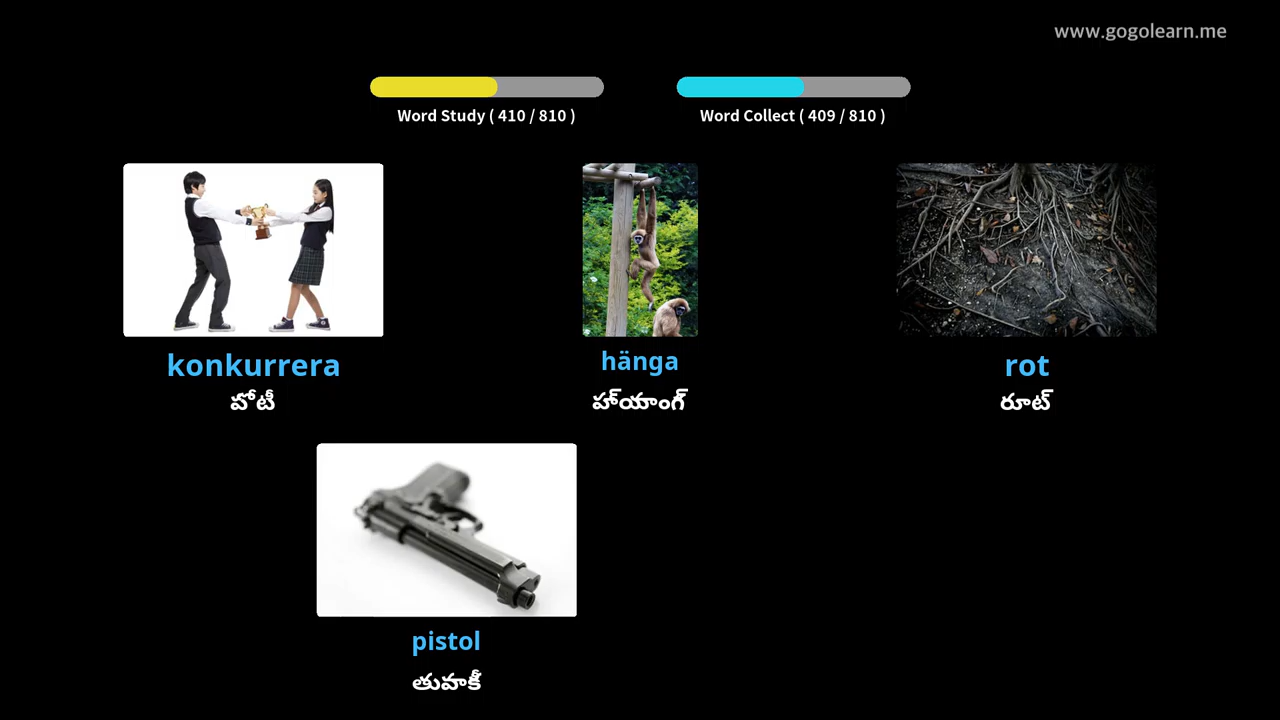 www.gogolearn.me
Word Study ( 410 / 810 )
Word Collect ( 409 / 810 )
konkurrera
hänga
rot
పోటీ
హ్యాంగ్
రూట్
pistol
తుపాకీ